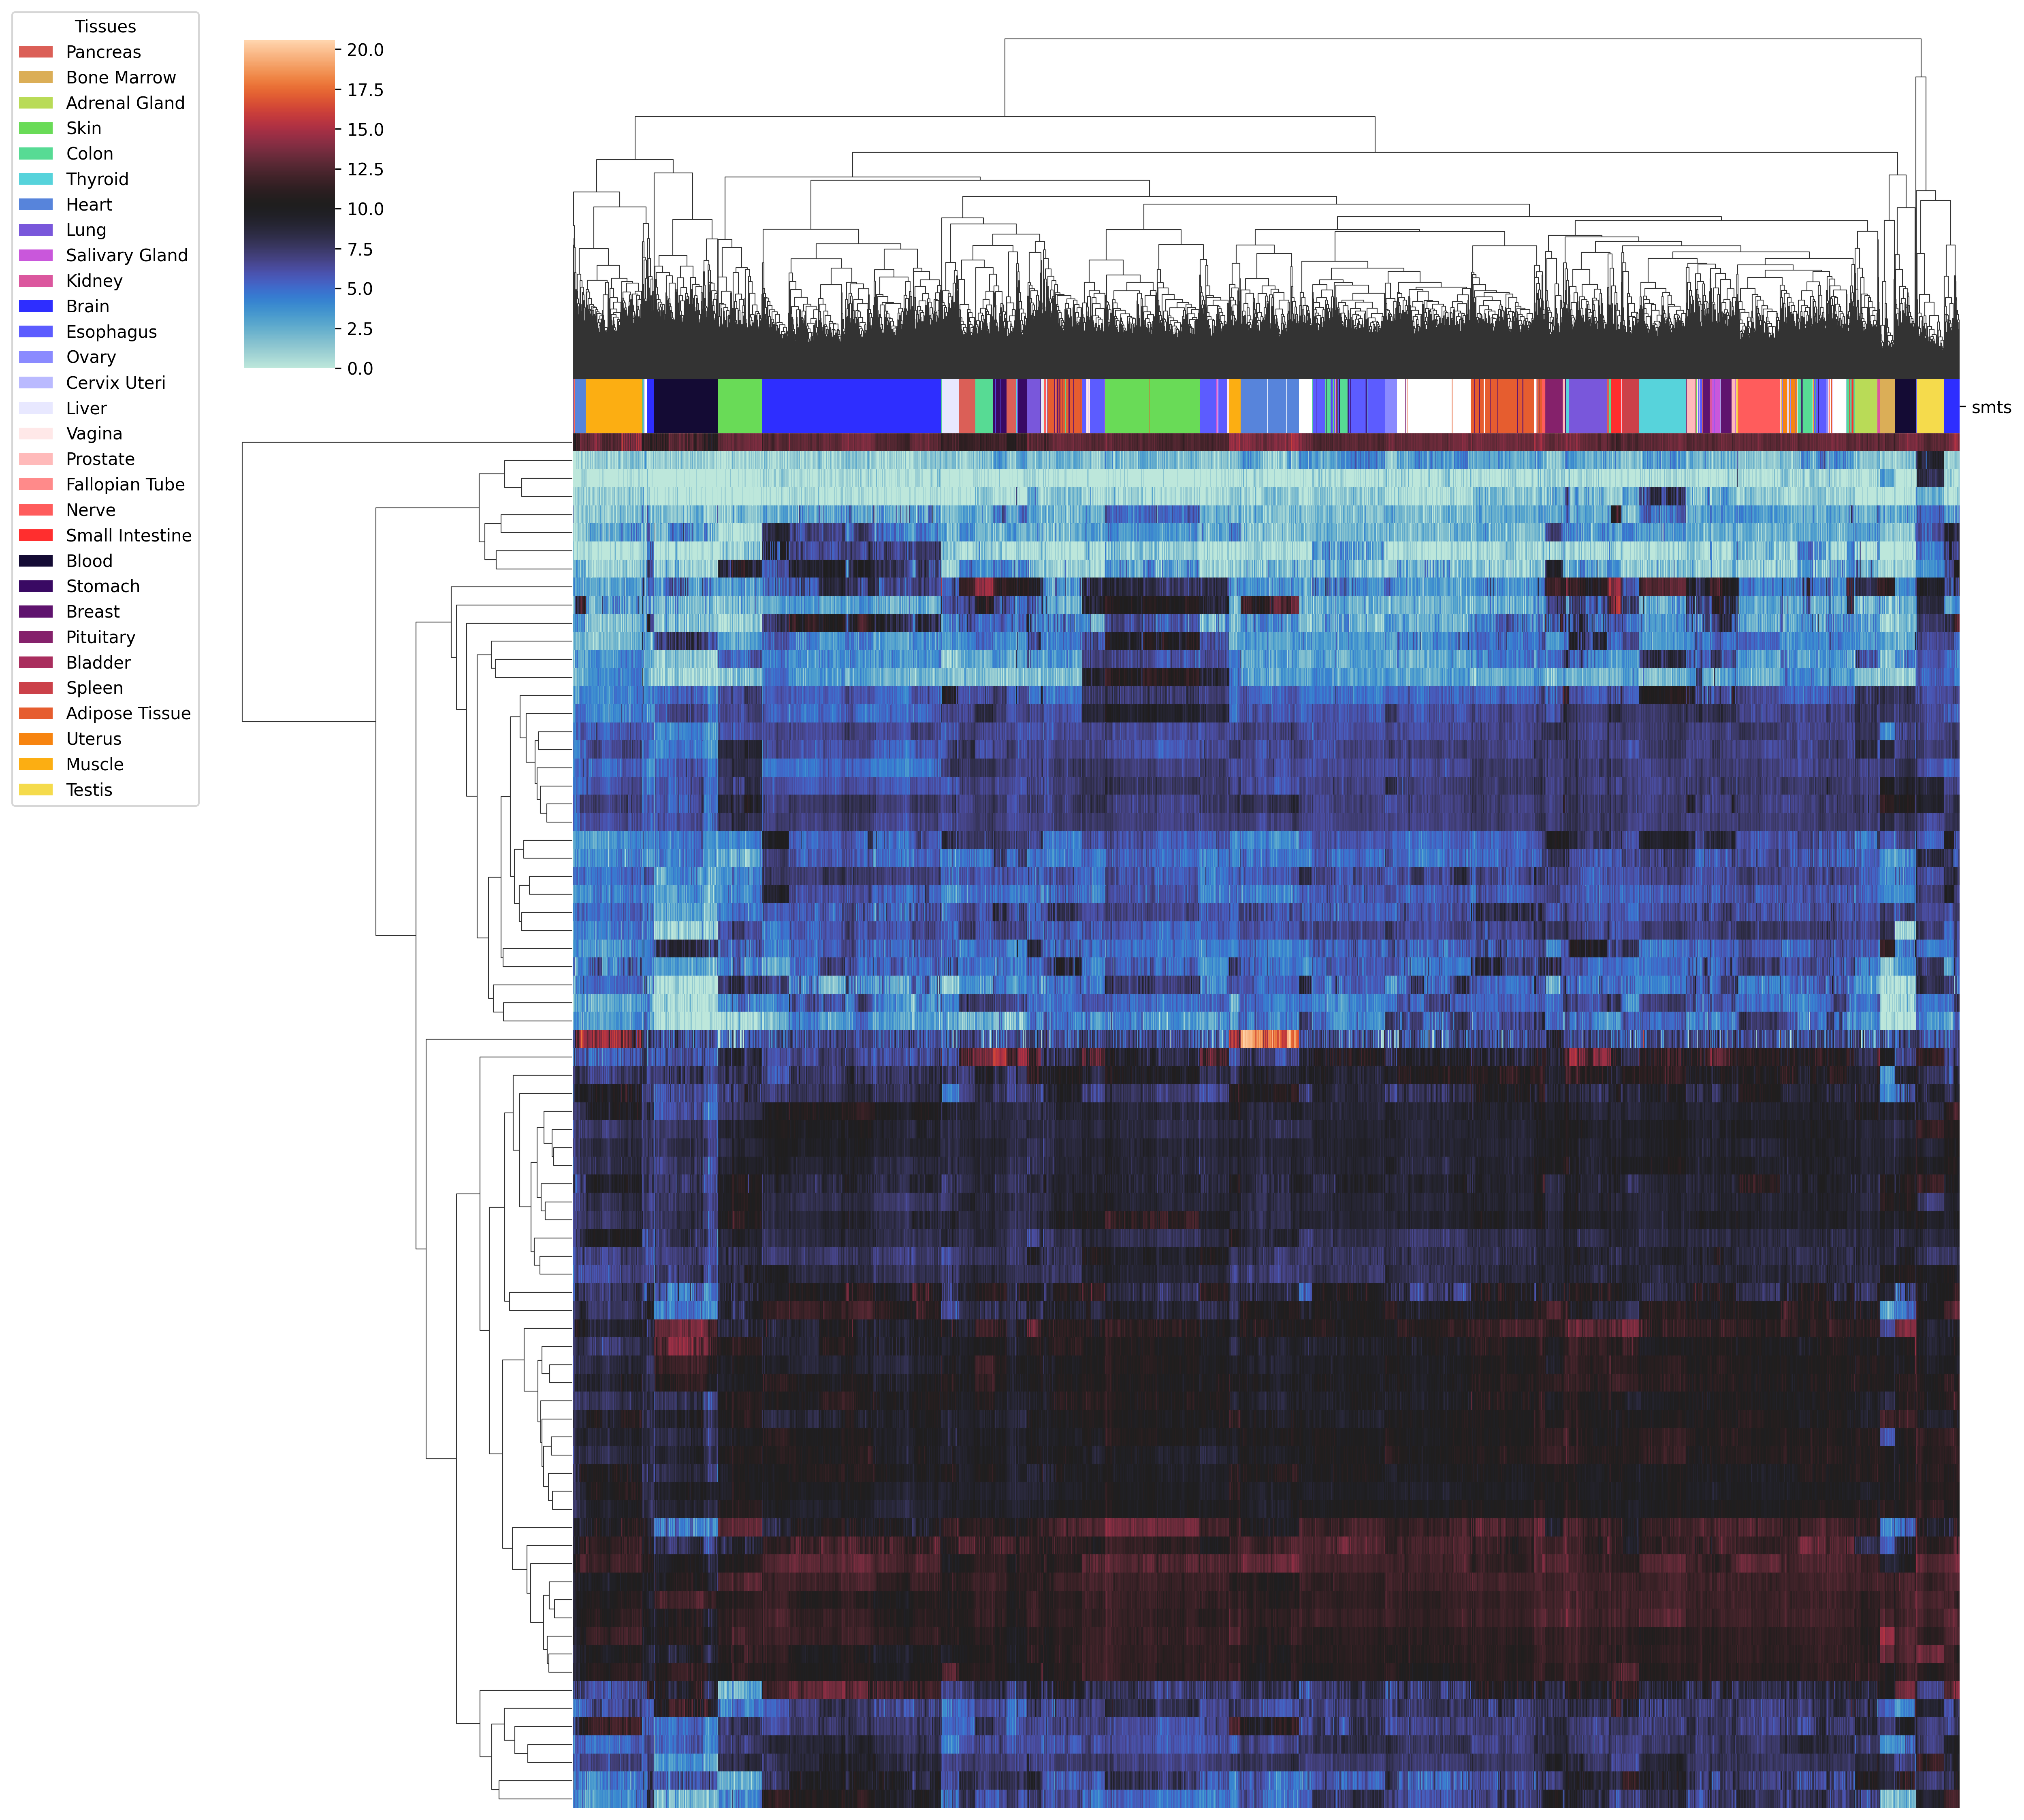 Tissues
Pancreas
Bone Marrow
Adrenal Gland
Skin
Colon
Thyroid
Heart
Lung
Salivary Gland
Kidney
Brain
Esophagus
Ovary
Cervix Uteri
Liver
Vagina
Prostate
Fallopian Tube
Nerve
Small Intestine
Blood
Stomach
Breast
Pituitary
Bladder
Spleen
Adipose Tissue
Uterus
Muscle
Testis
20.0
17.5
15.0
12.5
10.0
7.5
5.0
2.5
0.0
smts